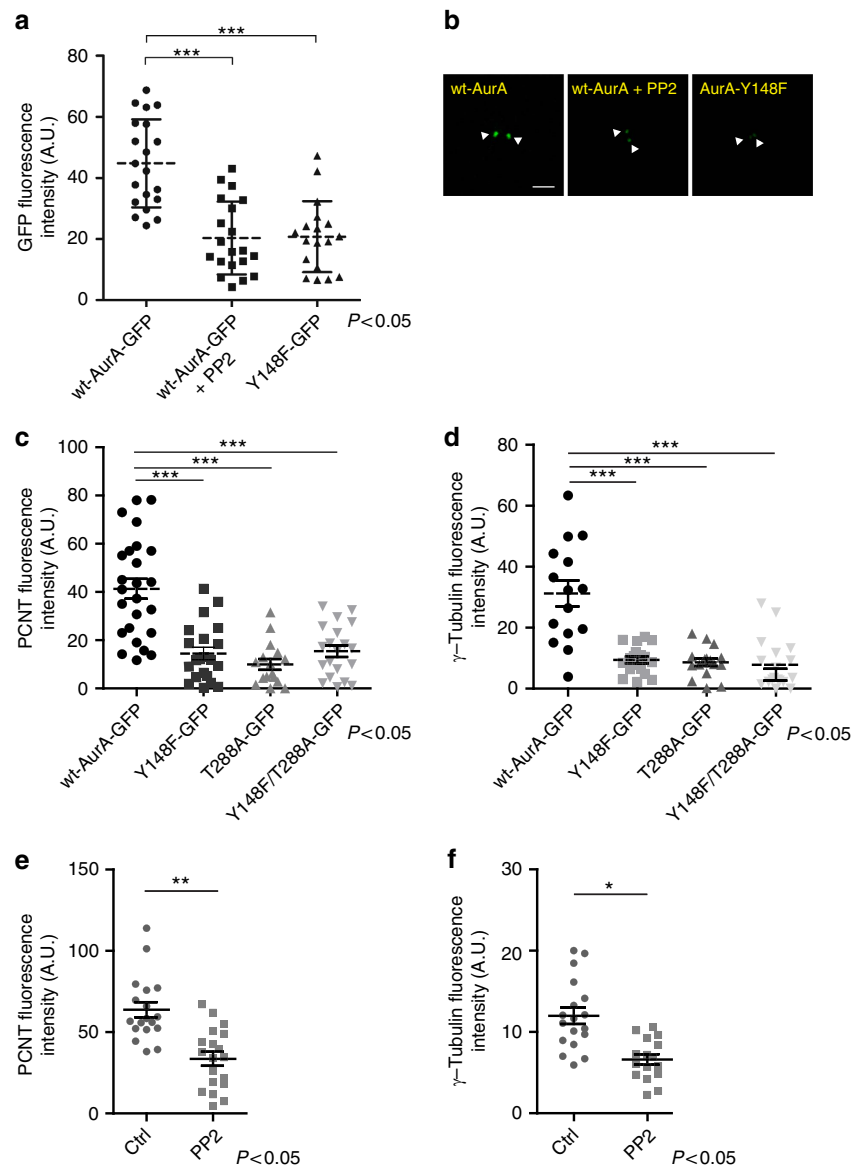 a
***
***
80
60
40
20
0
GFP fluorescence
intensity (A.U.)
wt-AurA-GFP
wt-AurA-GFP
+ PP2
Y148F-GFP
P<0.05
b
wt-AurA
wt-AurA + PP2
AurA-Y148F
c
***
***
***
100
80
60
40
20
0
PCNT fluorescence
intensity (A.U.)
wt-AurA-GFP
Y148F-GFP
T288A-GFP
Y148F/T288A-GFP
P<0.05
d
***
***
***
80
60
40
20
0
γ–Tubulin fluorescence
intensity (A.U.)
wt-AurA-GFP
Y148F-GFP
T288A-GFP
Y148F/T288A-GFP
P<0.05
e
**
150
100
50
0
PCNT fluorescence
intensity (A.U.)
Ctrl
PP2
P<0.05
f
*
30
20
10
0
γ–Tubulin fluorescence
intensity (A.U.)
Ctrl
PP2
P<0.05